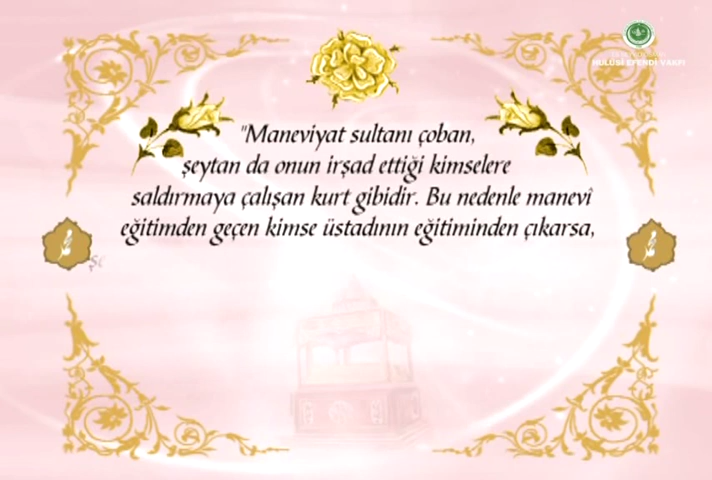 HULÛSİ EFENDİ VAKFI
"Maneviyat sultanı çoban,
şeytan da onun irşad ettiği kimselere
saldırmaya çalışan kurt gibidir. Bu nedenle manevî
eğitimden geçen kimse üstadının eğitiminden çıkarsa,